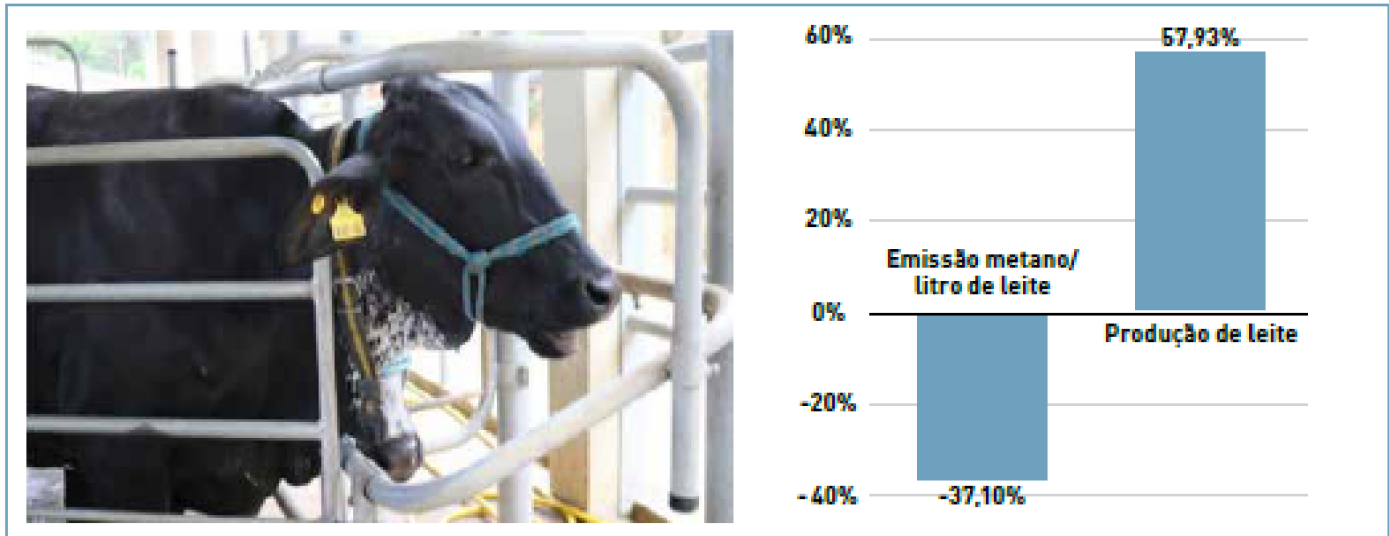 60%
57,93%
40%
20%
Emissão metano/
litro de leite
0%
Produção de leite
-20%
-40%
-37,10%